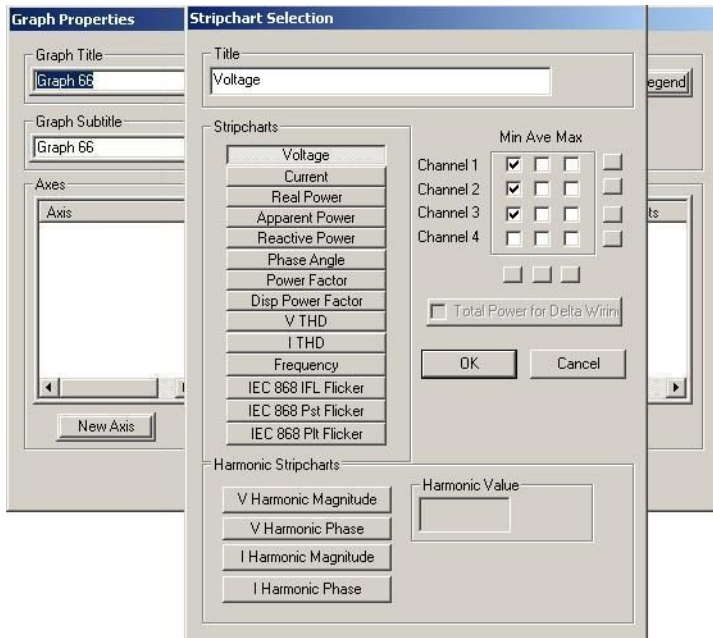 Graph Properties
Graph Title
Graph 66
egend
Graph Subtitle
Graph 66
Axes
Axis
ts
New Axis
Stripchart Selection
Title
Voltage
Stripcharts
Voltage
Current
Real Power
Apparent Power
Reactive Power
Phase Angle
Power Factor
Disp Power Factor
V THD
I THD
Frequency
IEC 868 IFL Flicker
IEC 868 Pst Flicker
IEC 868 Plt Flicker
Min Ave Max
Channel 1
Channel 2
Channel 3
Channel 4
Total Power for Delta Wiring
OK
Cancel
Harmonic Stripcharts
V Harmonic Magnitude
V Harmonic Phase
I Harmonic Magnitude
I Harmonic Phase
Harmonic Value